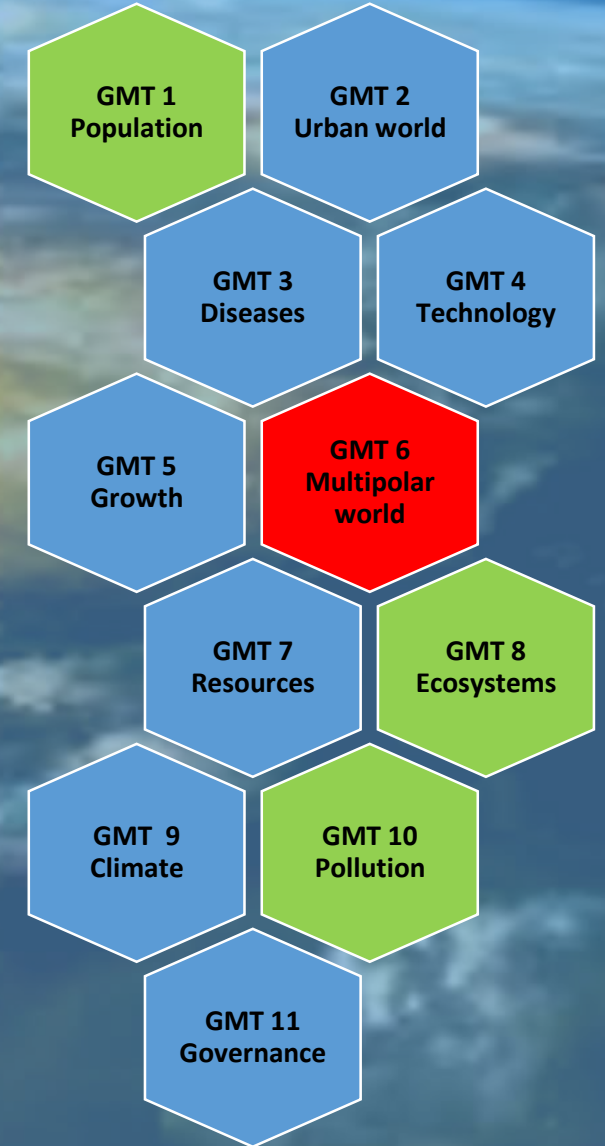 GMT 1
Population
GMT 2
Urban world
GMT 3
Diseases
GMT 4
Technology
GMT 5
Growth
GMT 6
Multipolar
world
GMT 7
Resources
GMT 8
Ecosystems
GMT 9
Climate
GMT 10
Pollution
GMT 11
Governance